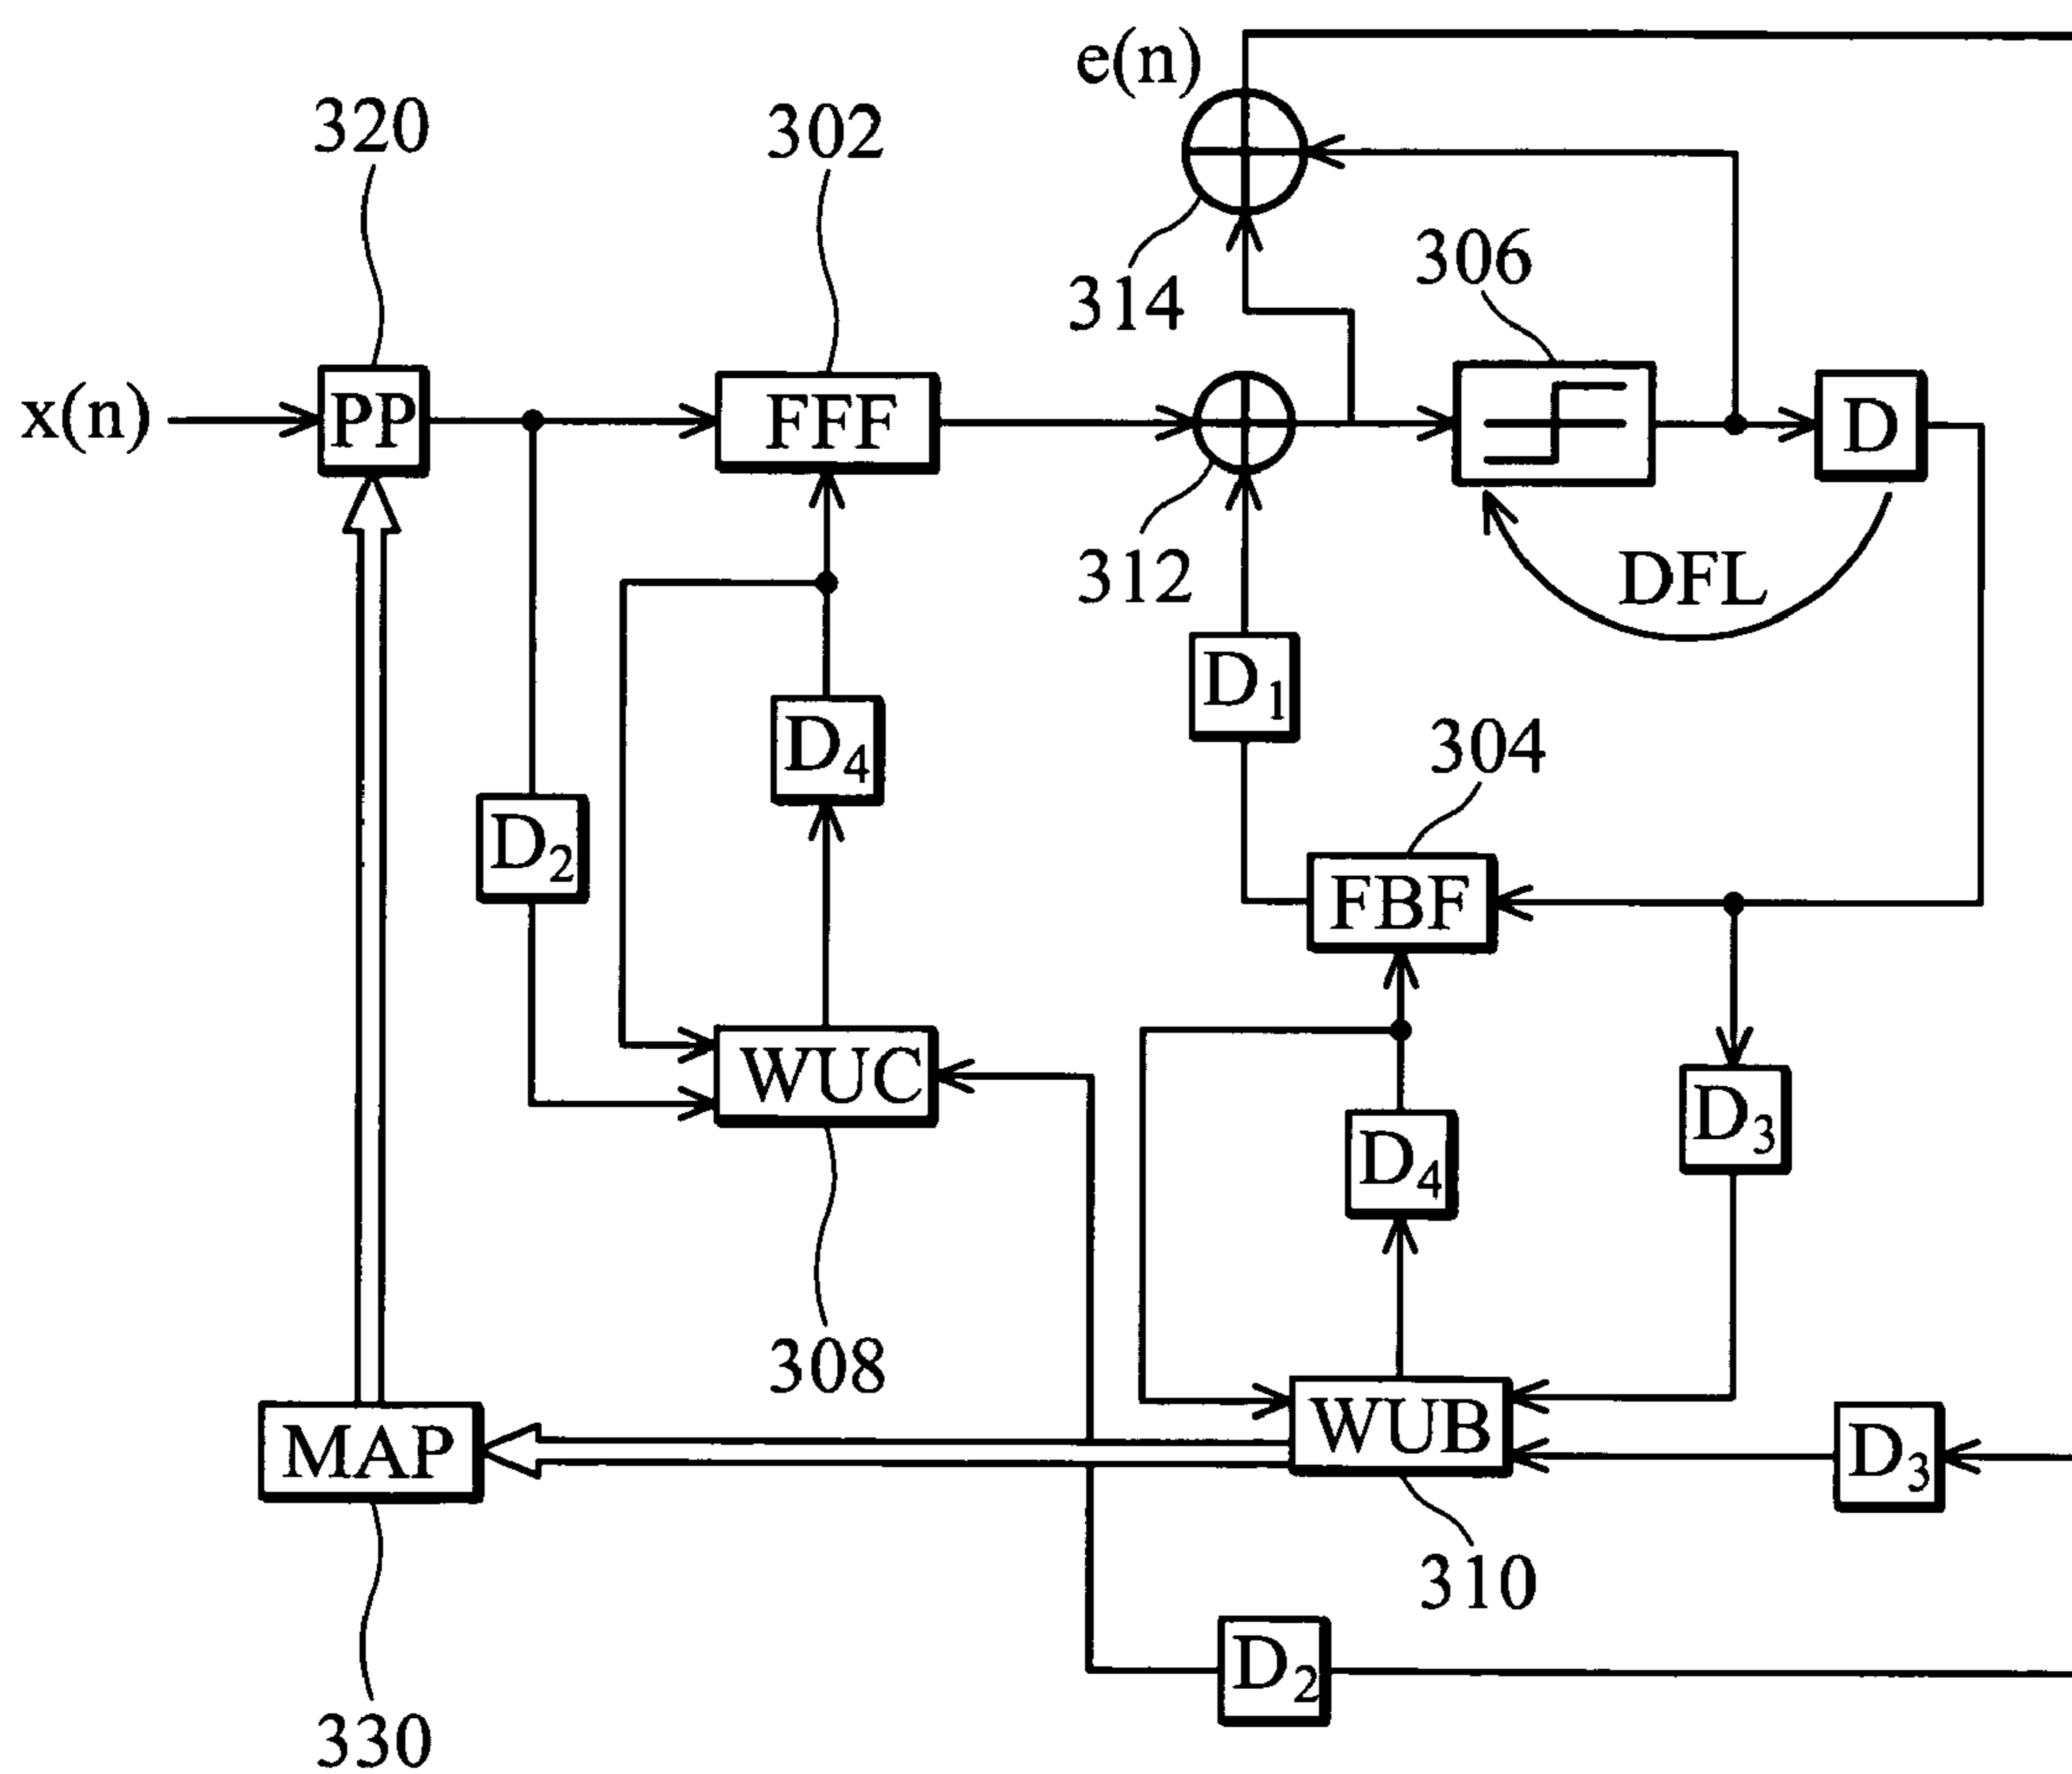 e(n)
320
302
314
306
x(n)
PP
FFF
D
312
DFL
D1
D4
304
D2
FBF
WUC
D3
D4
308
MAP
WUB
D3
310
D2
330